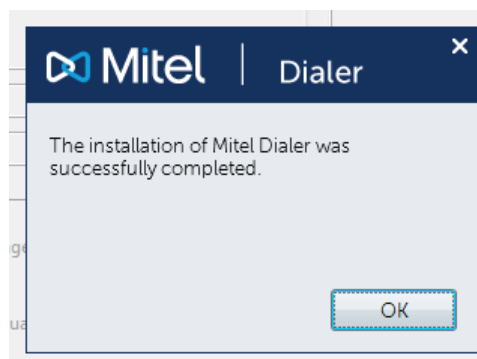 Mitel | Dialer
The installation of Mitel Dialer was
successfully completed.
OK